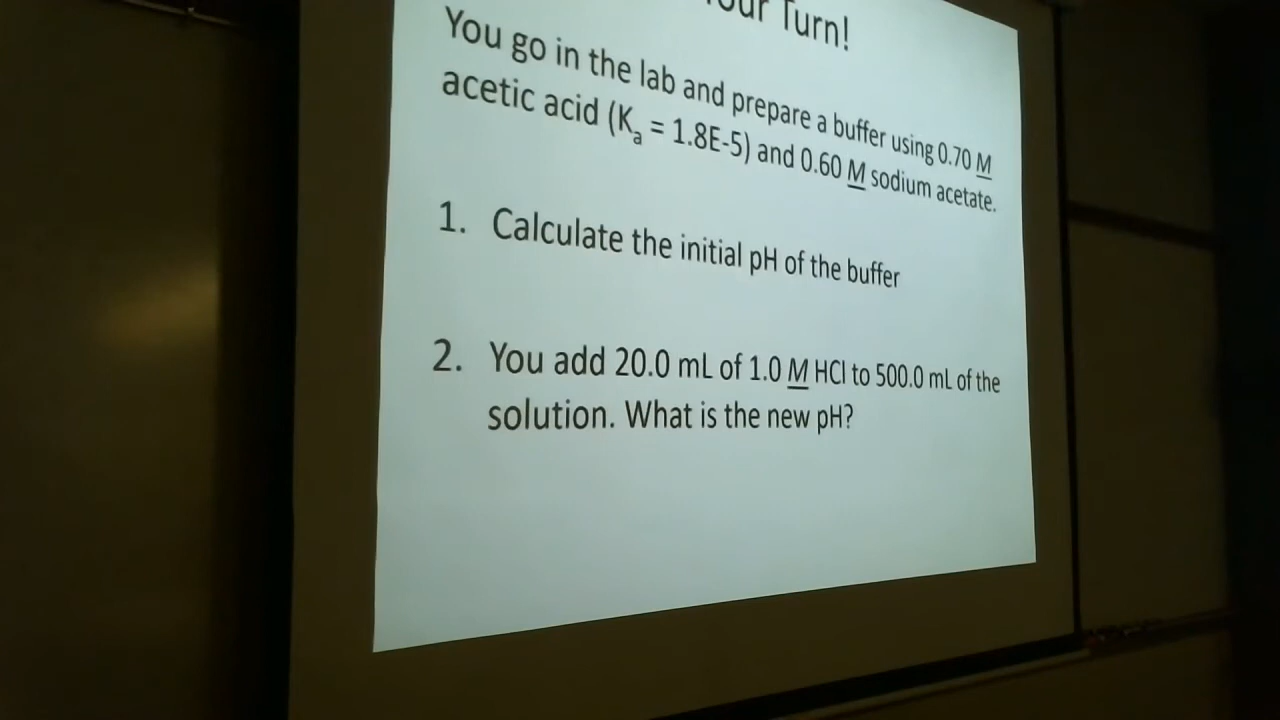 Turn!
You go in the lab and prepare a buffer using 0.70 M
acetic acid (Kₐ = 1.8E-5) and 0.60 M sodium acetate.
1. Calculate the initial pH of the buffer
2. You add 20.0 mL of 1.0 M HCl to 500.0 mL of the
solution. What is the new pH?